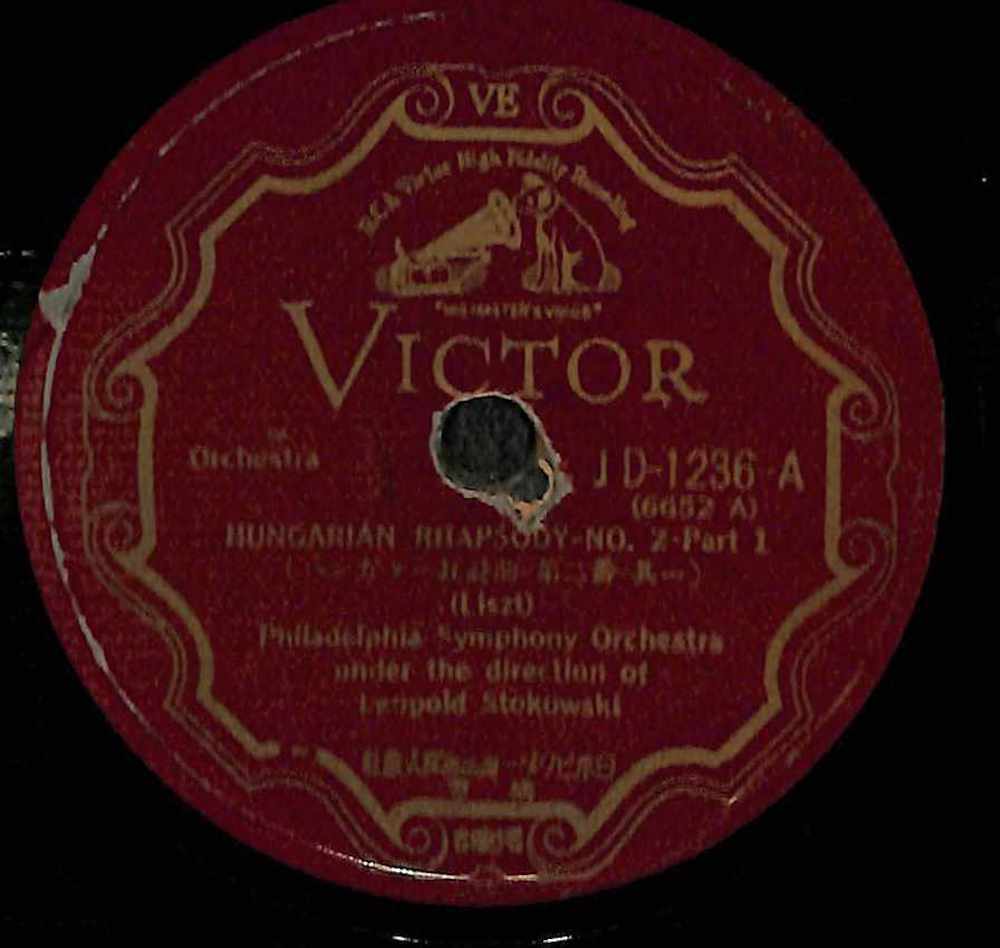 VE
R.C.A. Victor High Fidelity Recording
"HIS MASTER'S VOICE"
VICTOR
Orchestra
JD-1236-A
(6652 A)
HUNGARIAN RHAPSODY-NO. 2-Part 1
(Liszt)
Philadelphia Symphony Orchestra
under the direction of
Leopold Stokowski